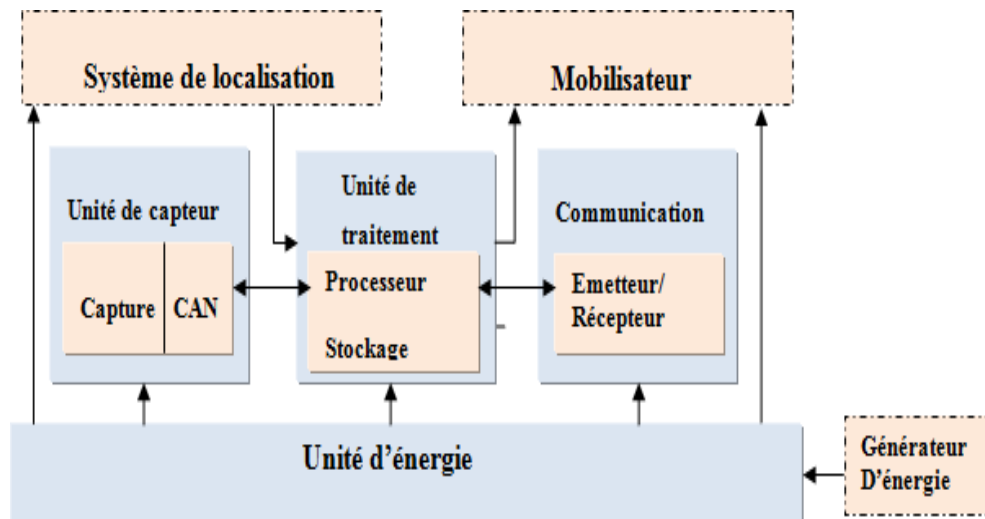 Système de localisation
Mobilisateur
Unité de capteur
Capture
CAN
Unité de
traitement
Processeur
Stockage
Communication
Emetteur/
Récepteur
Unité d’énergie
Générateur
D’énergie